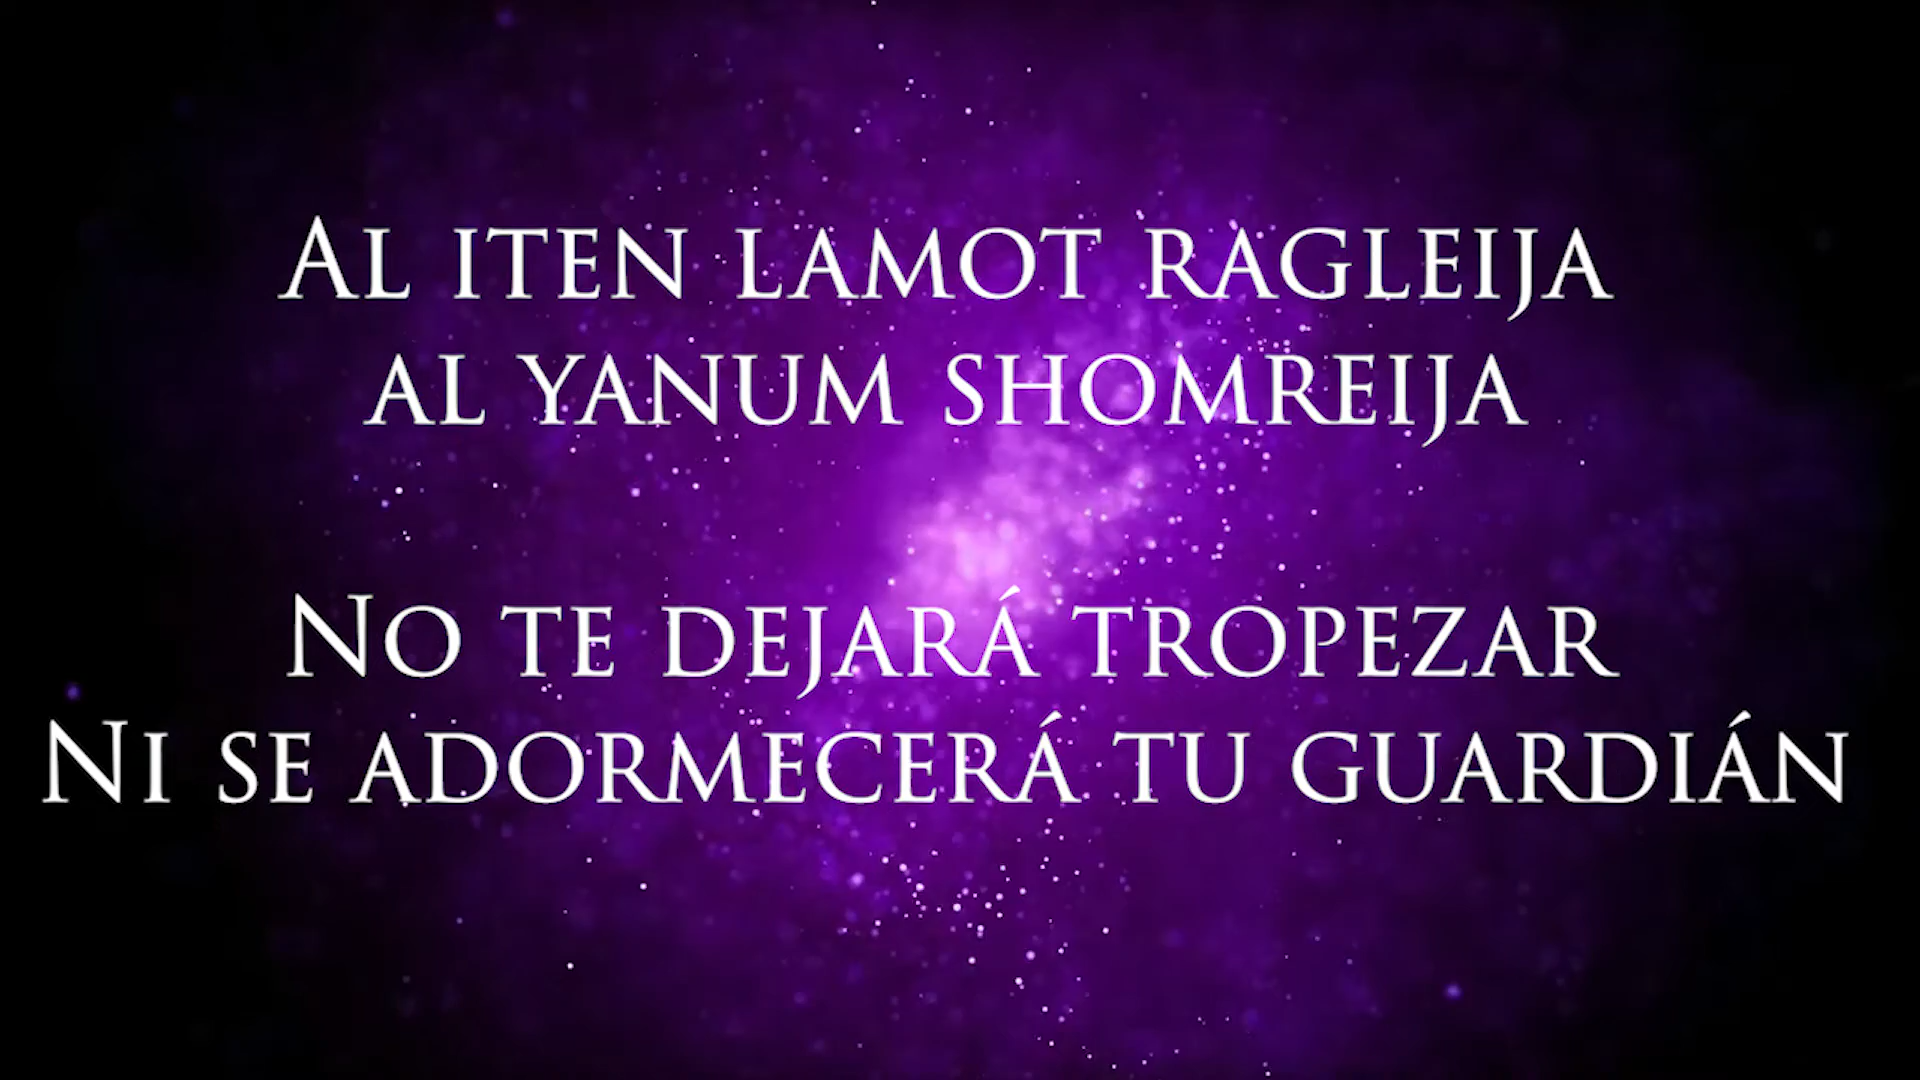 Al iten lamot ragleija
al yanum shomreija
No te dejará tropezar
Ni se adormecerá tu guardián